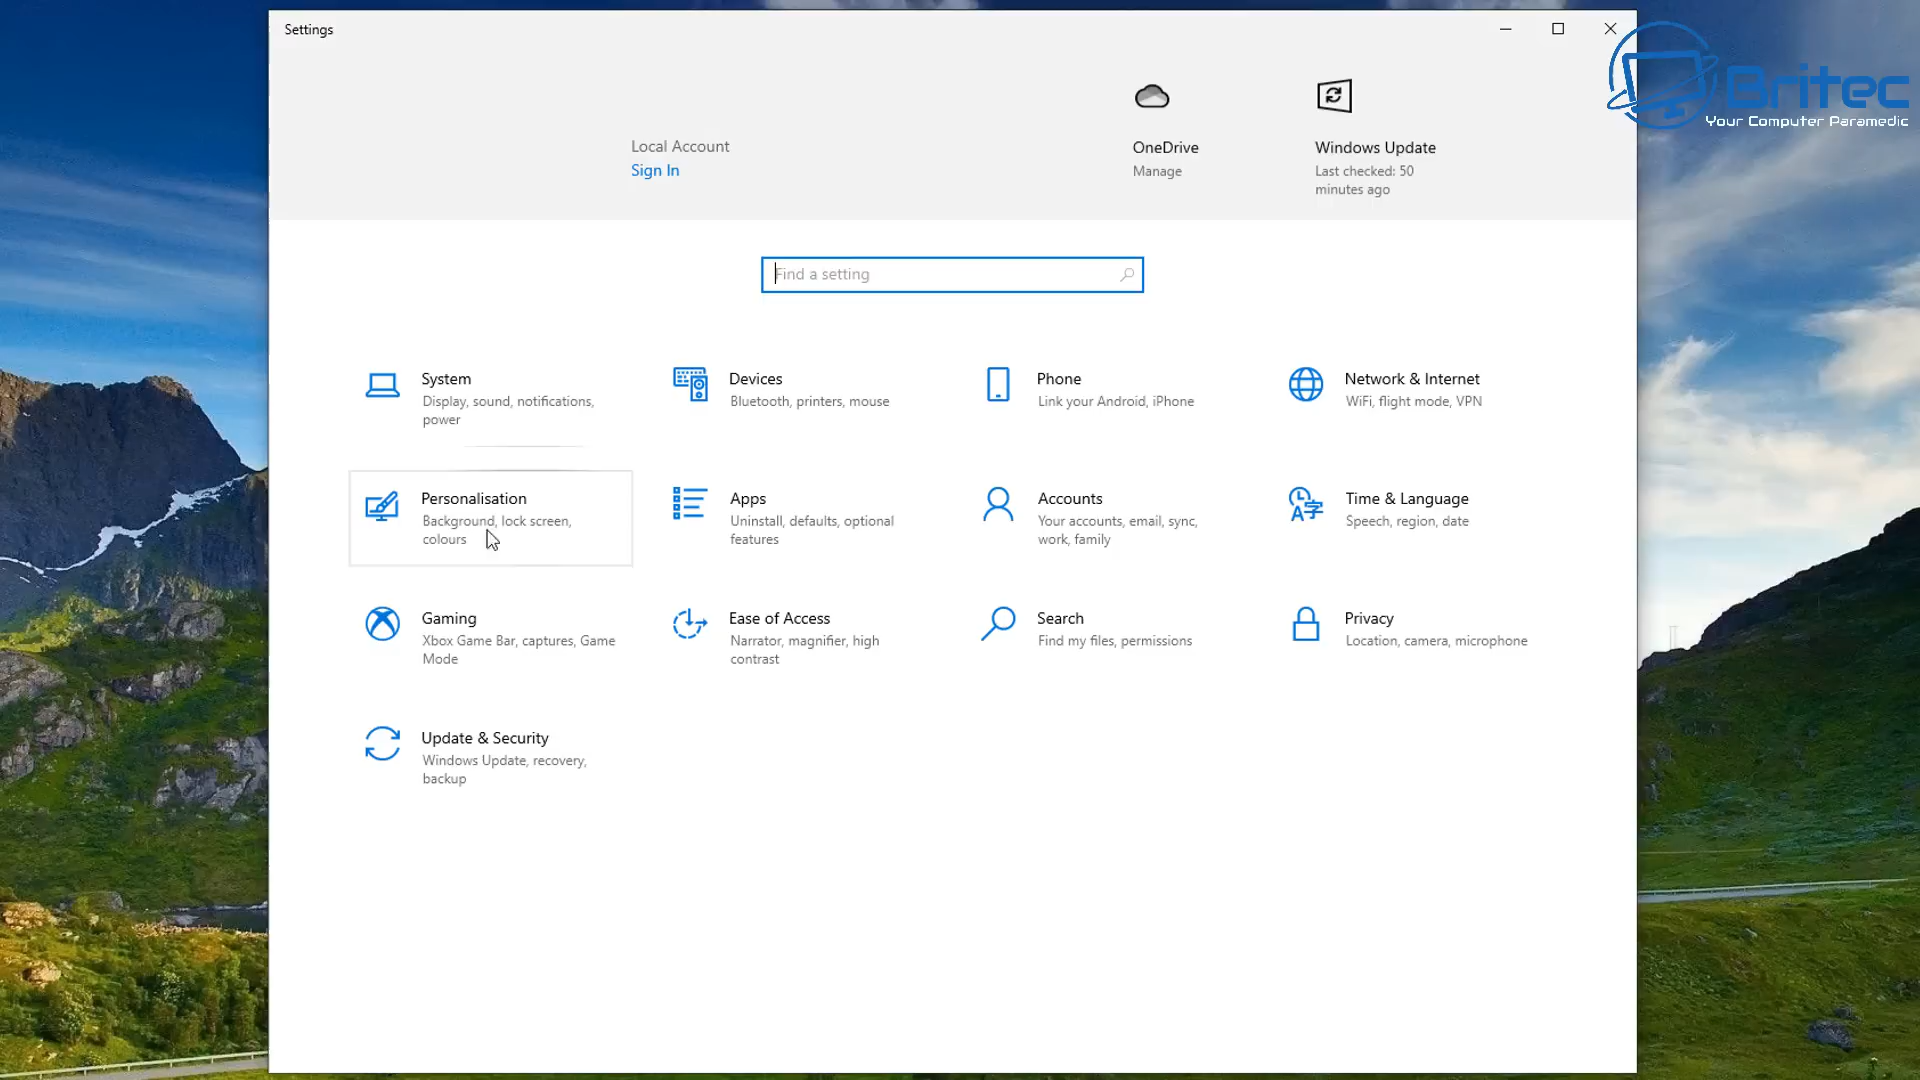 Settings
Britec
Your Computer Paramedic
Local Account
Sign In
OneDrive
Manage
Windows Update
Last checked: 50
minutes ago
Find a setting
System
Display, sound, notifications,
power
Devices
Bluetooth, printers, mouse
Phone
Link your Android, iPhone
Network & Internet
WiFi, flight mode, VPN
Personalisation
Background, lock screen,
colours
Apps
Uninstall, defaults, optional
features
Accounts
Your accounts, email, sync,
work, family
Time & Language
Speech, region, date
Gaming
Xbox Game Bar, captures, Game
Mode
Ease of Access
Narrator, magnifier, high
contrast
Search
Find my files, permissions
Privacy
Location, camera, microphone
Update & Security
Windows Update, recovery,
backup